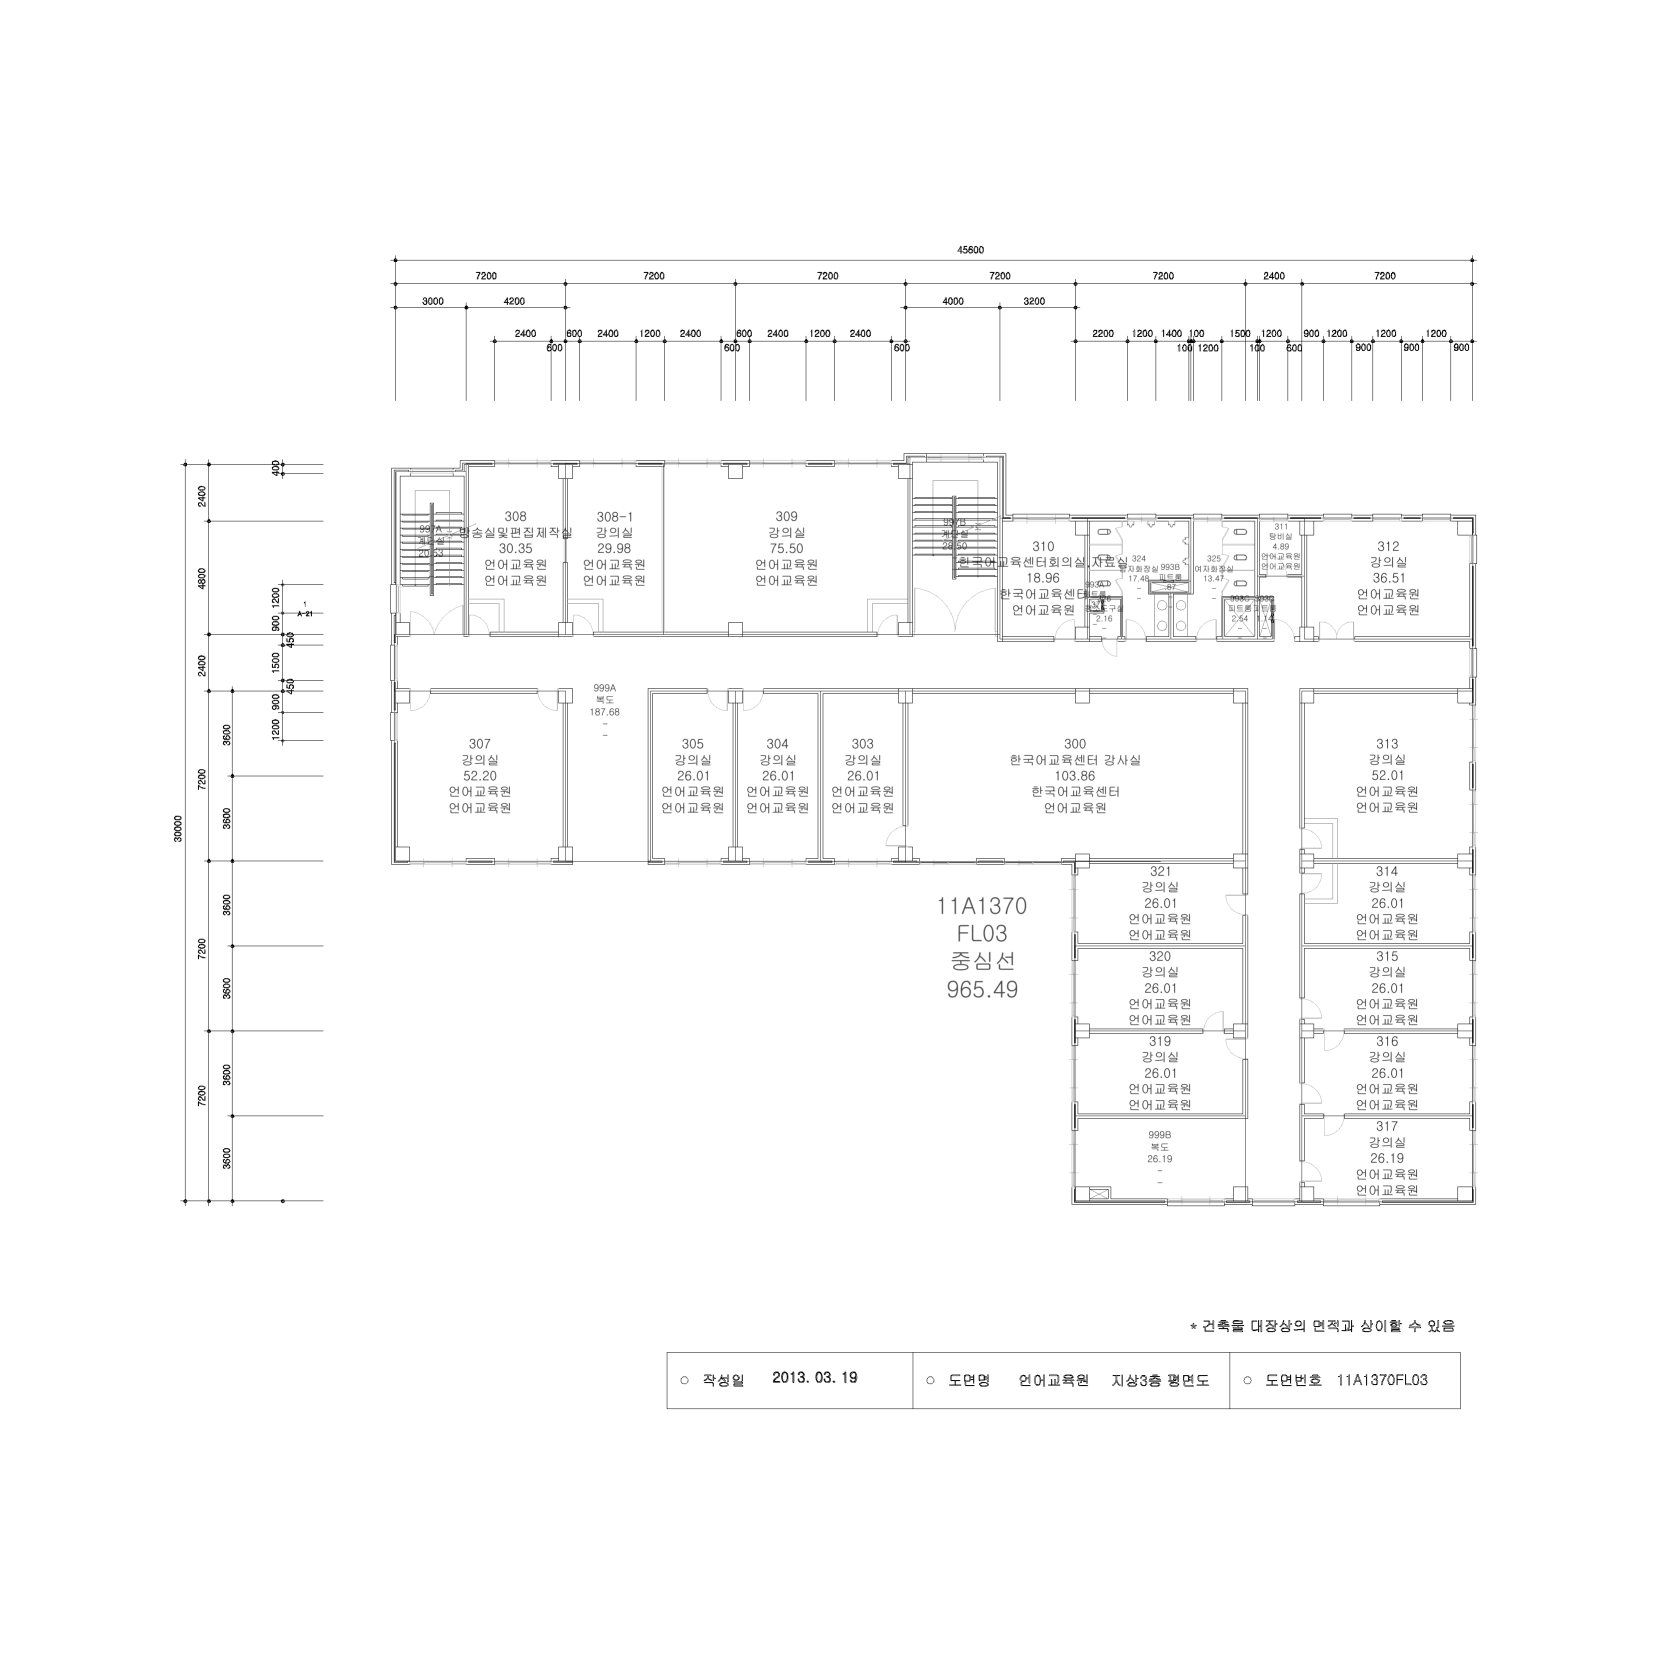 45600
7200 7200 7200 7200 7200 2400 7200
3000 4200 4000 3200
2400 600 2400 1200 2400 600 2400 1200 2400 2200 1200 1400 100 1500 1200 900 1200 1200 1200
600 600 600 100 1200 100 600 900 900 900
400
2400
4800
1200
900
450
2400
1500
450
900
1200
3600
7200
3600
30000
3600
7200
3600
3600
7200
3600
1
A-21
997A
계단실
20.53
308
방송실및편집제작실
30.35
언어교육원
언어교육원
308-1
강의실
29.98
언어교육원
언어교육원
309
강의실
75.50
언어교육원
언어교육원
997B
계단실
28.50
310
한국어교육센터회의실,자료실
18.96
한국어교육센터
언어교육원
324
남자화장실
17.48
–
–
993B
피트룸
.87
993A
2.16
325
여자화장실
13.47
–
–
993C
피트룸
2.64
피트룸
1.14
311
탕비실
4.89
언어교육원
언어교육원
312
강의실
36.51
언어교육원
언어교육원
999A
복도
187.68
–
–
307
강의실
52.20
언어교육원
언어교육원
305
강의실
26.01
언어교육원
언어교육원
304
강의실
26.01
언어교육원
언어교육원
303
강의실
26.01
언어교육원
언어교육원
300
한국어교육센터 강사실
103.86
한국어교육센터
언어교육원
313
강의실
52.01
언어교육원
언어교육원
321
강의실
26.01
언어교육원
언어교육원
314
강의실
26.01
언어교육원
언어교육원
11A1370
FL03
중심선
965.49
320
강의실
26.01
언어교육원
언어교육원
315
강의실
26.01
언어교육원
언어교육원
319
강의실
26.01
언어교육원
언어교육원
316
강의실
26.01
언어교육원
언어교육원
999B
복도
26.19
–
–
317
강의실
26.19
언어교육원
언어교육원
* 건축물 대장상의 면적과 상이할 수 있음
○ 작성일 2013. 03. 19 ○ 도면명 언어교육원 지상3층 평면도 ○ 도면번호 11A1370FL03